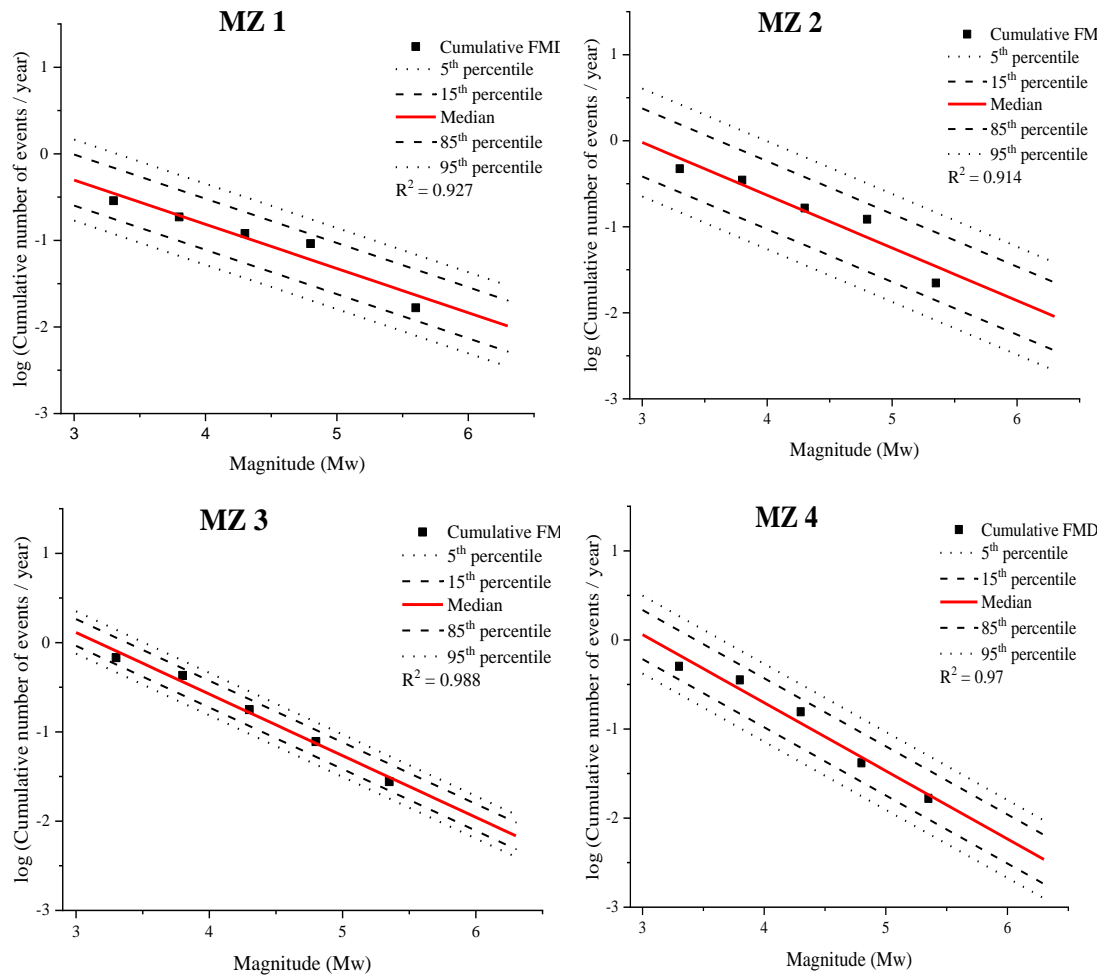 MZ 1
Cumulative FMD
5th percentile
15th percentile
Median
85th percentile
95th percentile
R2 = 0.927
log (Cumulative number of events / year)
1
0
-1
-2
-3
3 4 5 6
Magnitude (Mw)
MZ 2
Cumulative FM
5th percentile
15th percentile
Median
85th percentile
95th percentile
R2 = 0.914
log (Cumulative number of events / year)
1
0
-1
-2
-3
3 4 5 6
Magnitude (Mw)
MZ 3
Cumulative FM
5th percentile
15th percentile
Median
85th percentile
95th percentile
R2 = 0.988
log (Cumulative number of events / year)
1
0
-1
-2
-3
3 4 5 6
Magnitude (Mw)
MZ 4
Cumulative FMD
5th percentile
15th percentile
Median
85th percentile
95th percentile
R2 = 0.97
log (Cumulative number of events / year)
1
0
-1
-2
-3
3 4 5 6
Magnitude (Mw)